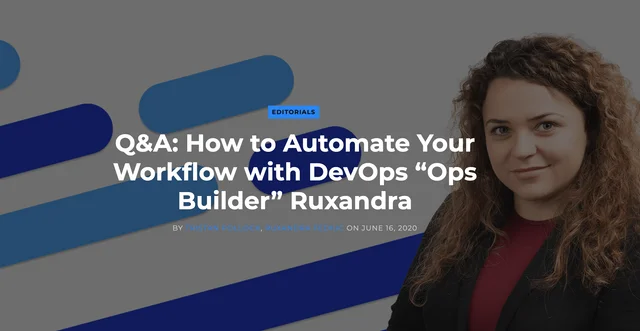 EDITORIALS
Q&A: How to Automate Your
Workflow with DevOps “Ops
Builder” Ruxandra
BY ON JUNE 16, 2020